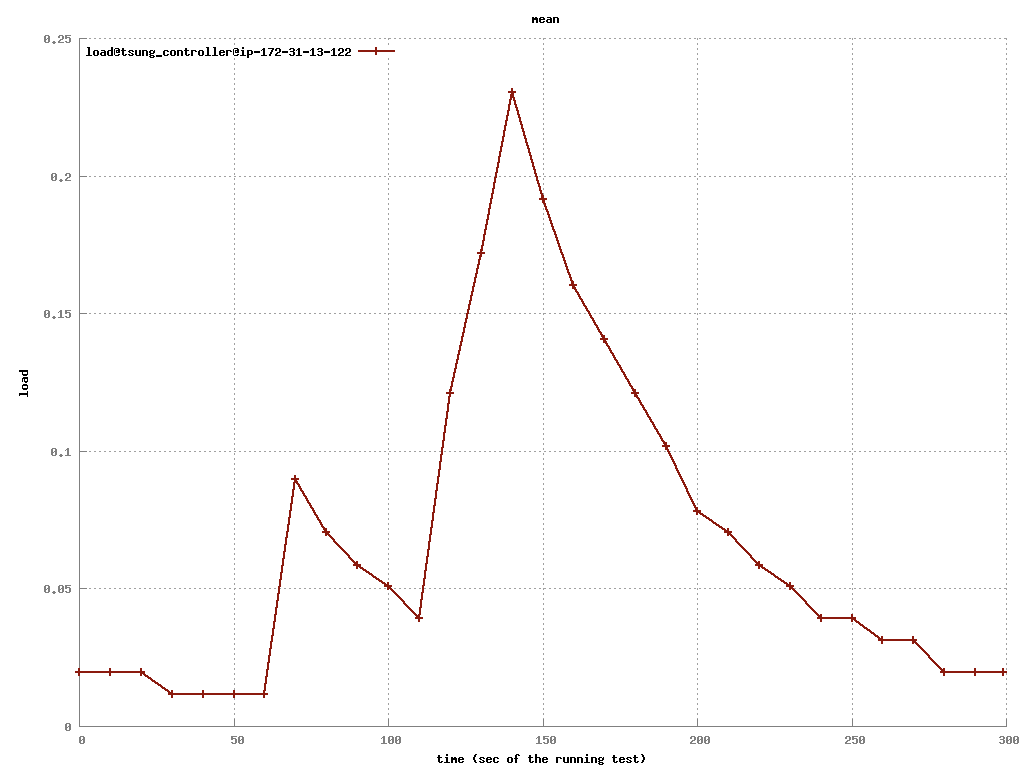 mean
0.25
load@tsung_controller@ip-172-31-13-122
0.2
0.15
load
0.1
0.05
0
0 50 100 150 200 250 300
time (sec of the running test)